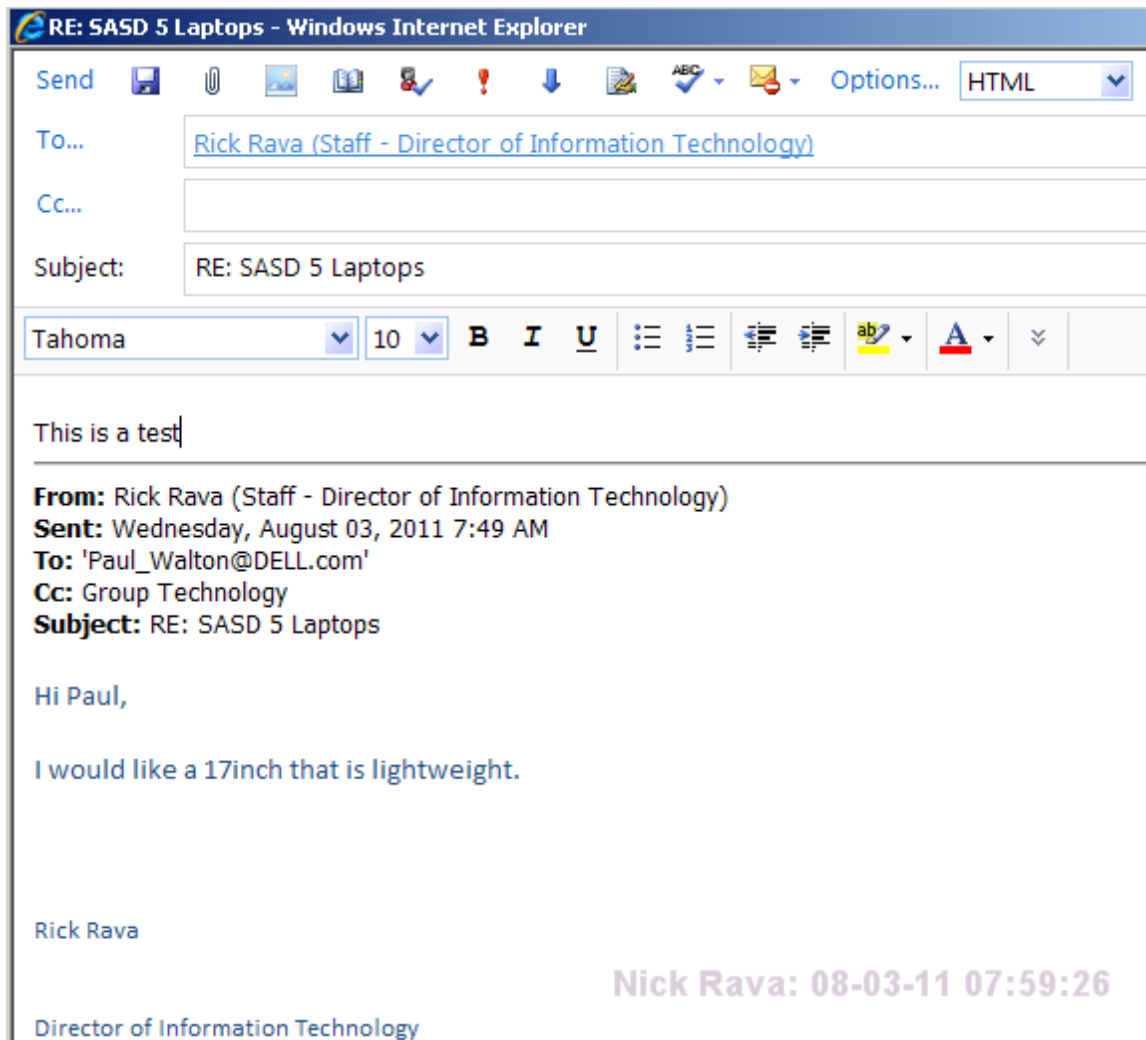 RE: SASD 5 Laptops - Windows Internet Explorer
Send ABC Options... HTML
To... Rick Rava (Staff - Director of Information Technology)
Cc...
Subject: RE: SASD 5 Laptops
Tahoma 10 B I U ab A
This is a test
From: Rick Rava (Staff - Director of Information Technology)
Sent: Wednesday, August 03, 2011 7:49 AM
To: 'Paul_Walton@DELL.com'
Cc: Group Technology
Subject: RE: SASD 5 Laptops
Hi Paul,
I would like a 17inch that is lightweight.
Rick Rava
Nick Rava: 08-03-11 07:59:26
Director of Information Technology